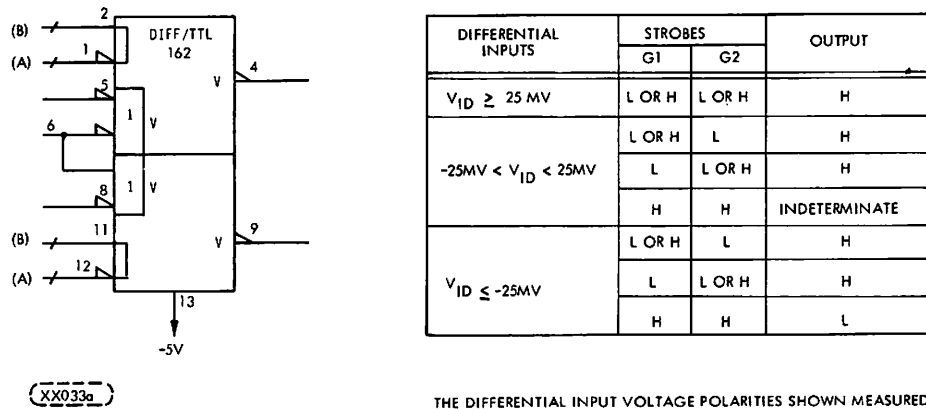 (B) 2
(A) 1
DIFF/TTL
162
V 4
5
1 V
6
1 V
8
(B) 11
V 9
(A) 12
13
-5V
XX033a
DIFFERENTIAL INPUTS STROBES OUTPUT
G1 G2
V_ID ≥ 25 MV L OR H L OR H H
L OR H L H
-25MV < V_ID < 25MV L L OR H H
H H INDETERMINATE
L OR H L H
V_ID ≤ -25MV L L OR H H
H H L
THE DIFFERENTIAL INPUT VOLTAGE POLARITIES SHOWN MEASURED